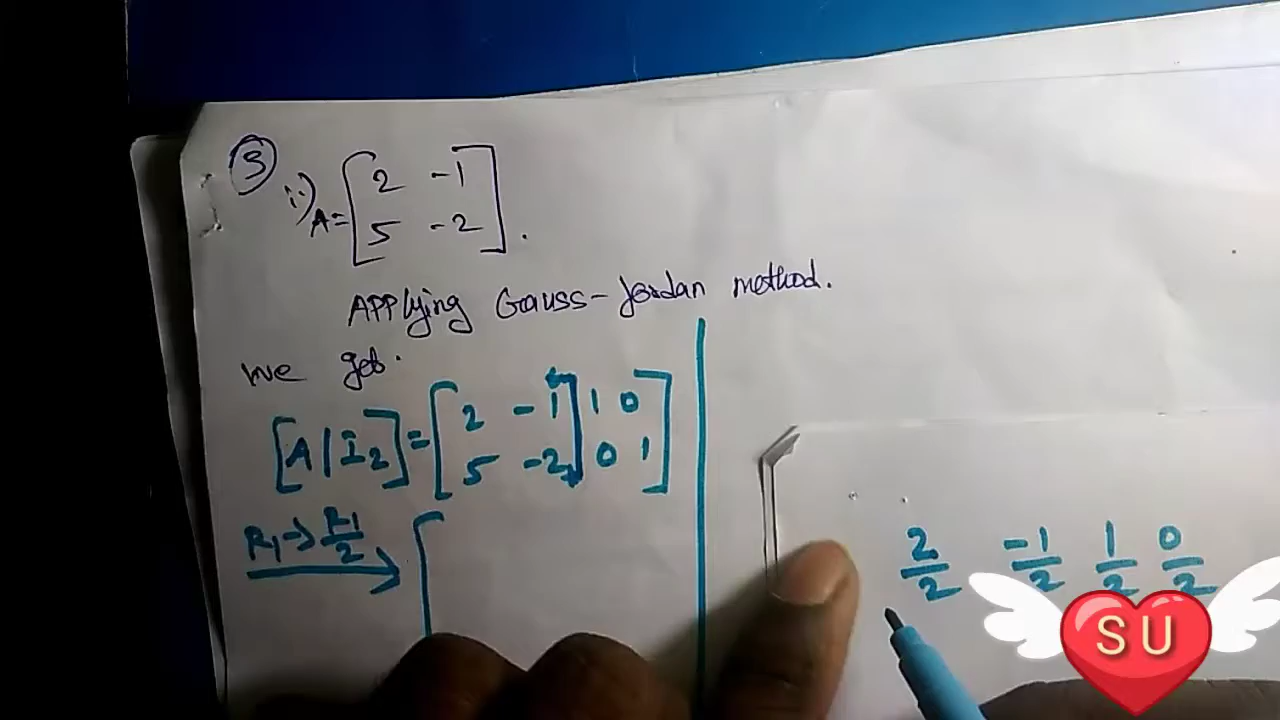 3
ii) A = [ 2 -1
5 -2 ].
Applying Gauss-Jordan method.
we get.
[A|I2] = [ 2 -1 | 1 0
5 -2 | 0 1 ]
R1→R1/2 [
2/2 -1/2 1/2 0/2
SU